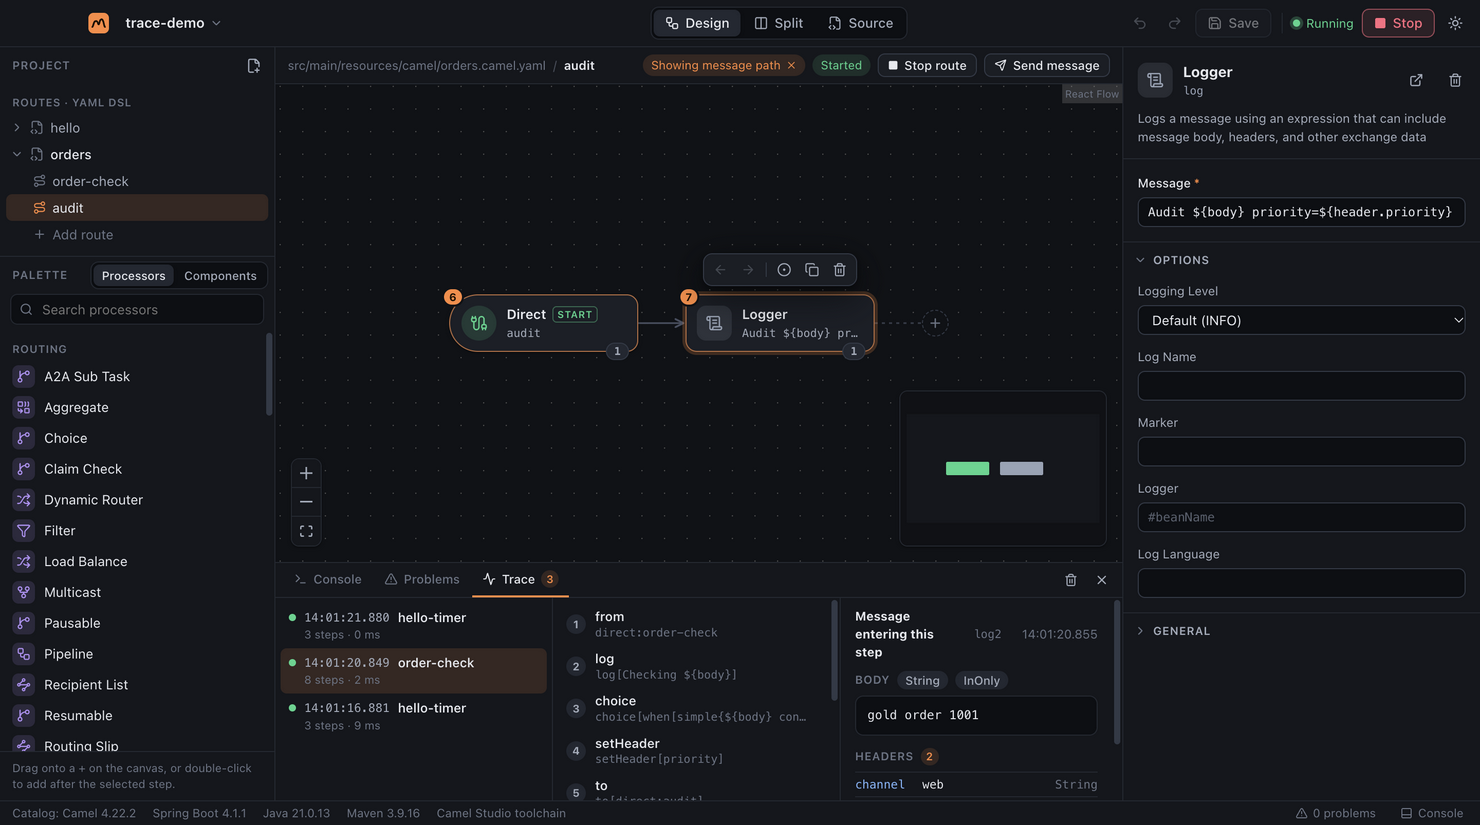 trace-demo
Design
Split
Source
Save
Running
Stop
PROJECT
ROUTES · YAML DSL
hello
orders
order-check
audit
Add route
PALETTE
Processors
Components
Search processors
ROUTING
A2A Sub Task
Aggregate
Choice
Claim Check
Dynamic Router
Filter
Load Balance
Multicast
Pausable
Pipeline
Recipient List
Resumable
Routing Slip
Drag onto a + on the canvas, or double-click
to add after the selected step.
src/main/resources/camel/orders.camel.yaml / audit
Showing message path ×
Started
Stop route
Send message
React Flow
6
Direct START
audit
1
7
Logger
Audit ${body} pr…
1
Console
Problems
Trace 3
14:01:21.880 hello-timer
3 steps · 0 ms
14:01:20.849 order-check
8 steps · 2 ms
14:01:16.881 hello-timer
3 steps · 9 ms
1 from
direct:order-check
2 log
log[Checking ${body}]
3 choice
choice[when[simple{${body} con…
4 setHeader
setHeader[priority]
5 to
to[direct:audit]
Message
entering this
step
log2
14:01:20.855
BODY String InOnly
gold order 1001
HEADERS 2
channel web String
Logger
log
Logs a message using an expression that can include
message body, headers, and other exchange data
Message *
Audit ${body} priority=${header.priority}
OPTIONS
Logging Level
Default (INFO)
Log Name
Marker
Logger
#beanName
Log Language
GENERAL
Catalog: Camel 4.22.2
Spring Boot 4.1.1
Java 21.0.13
Maven 3.9.16
Camel Studio toolchain
0 problems
Console